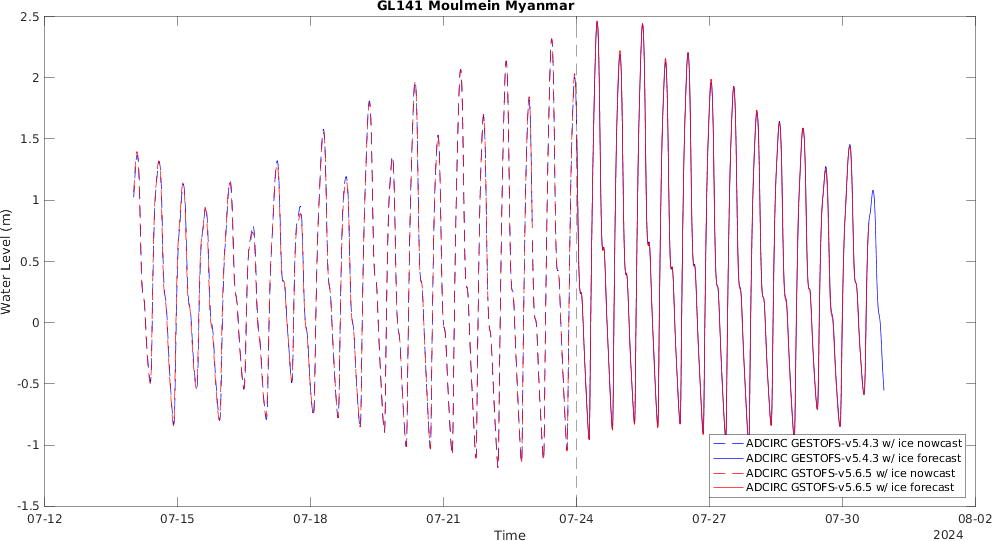 GL141 Moulmein Myanmar
2.5
2
1.5
1
0.5
0
-0.5
-1
-1.5
Water Level (m)
07-12
07-15
07-18
07-21
07-24
07-27
07-30
08-02
Time
2024
ADCIRC GESTOFS-v5.4.3 w/ ice nowcast
ADCIRC GESTOFS-v5.4.3 w/ ice forecast
ADCIRC GSTOFS-v5.6.5 w/ ice nowcast
ADCIRC GSTOFS-v5.6.5 w/ ice forecast